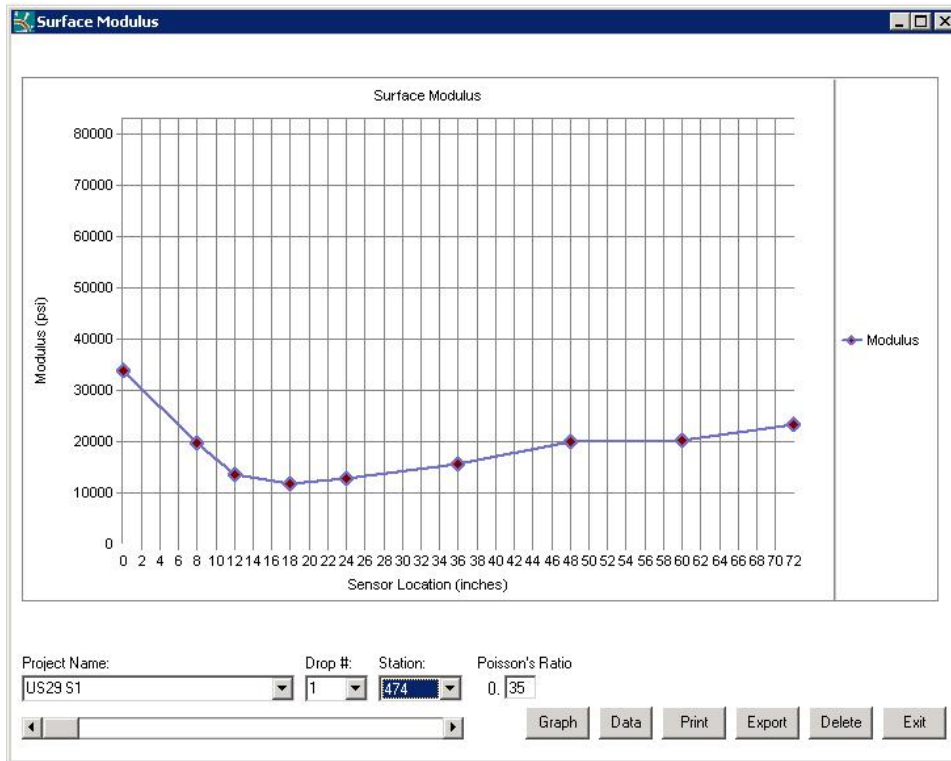 Surface Modulus
Surface Modulus
Modulus (psi)
80000
70000
60000
50000
40000
30000
20000
10000
0
0 2 4 6 8 10 12 14 16 18 20 22 24 26 28 30 32 34 36 38 40 42 44 46 48 50 52 54 56 58 60 62 64 66 68 70 72
Sensor Location (inches)
Modulus
Project Name: Drop #: Station: Poisson's Ratio
US29 S1 1 474 0. 35
Graph Data Print Export Delete Exit